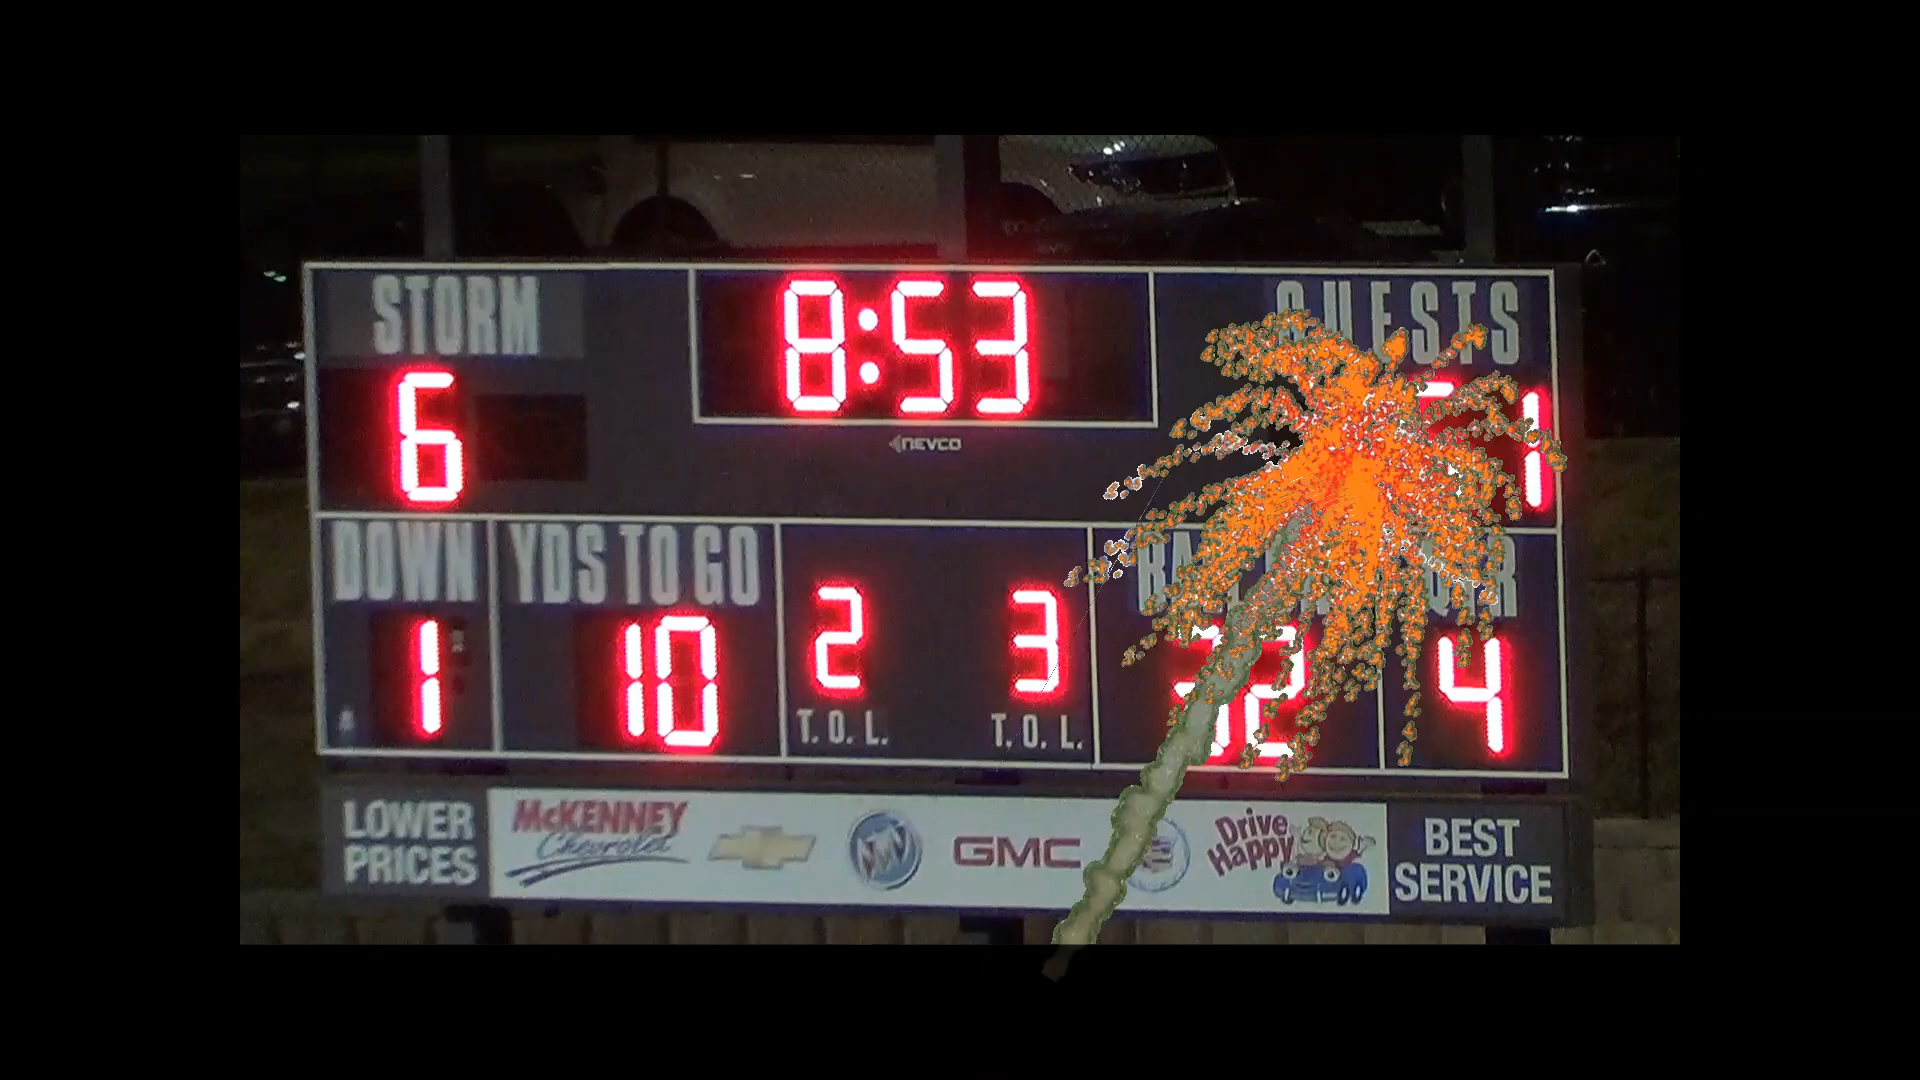 STORM
8:53
6
NEVCO
DOWN
YDS TO GO
1
10
2
3
4
T. O. L.
T. O. L.
LOWER
PRICES
McKENNEY
Chevrolet
GMC
Drive
Happy
BEST
SERVICE